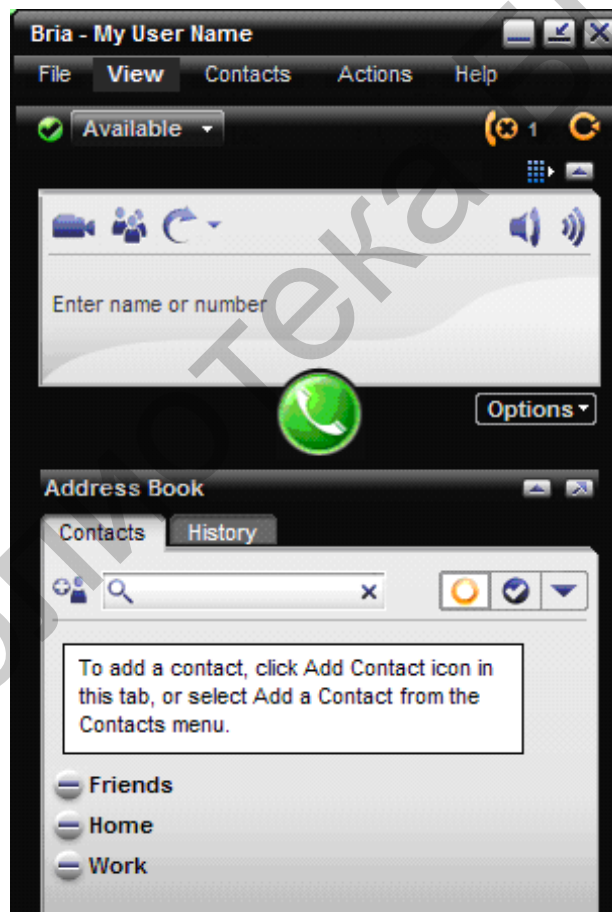 Bria - My User Name
File View Contacts Actions Help
Available
1
Enter name or number
Options
Address Book
Contacts History
To add a contact, click Add Contact icon in
this tab, or select Add a Contact from the
Contacts menu.
Friends
Home
Work